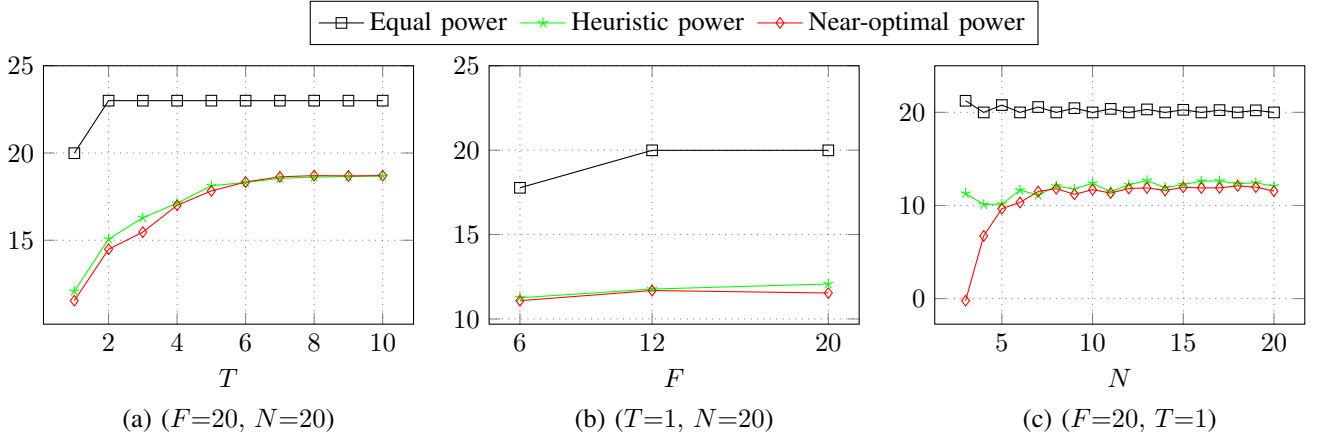 Equal power Heuristic power Near-optimal power
25
20
15
2 4 6 8 10
T
(a) (F=20, N=20)
25
20
15
10
6 12 20
F
(b) (T=1, N=20)
20
10
0
5 10 15 20
N
(c) (F=20, T=1)